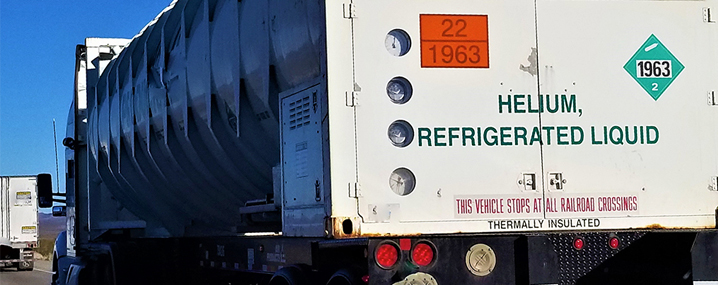 22
1963
1963
2
HELIUM,
REFRIGERATED LIQUID
THIS VEHICLE STOPS AT ALL RAILROAD CROSSINGS
THERMALLY INSULATED